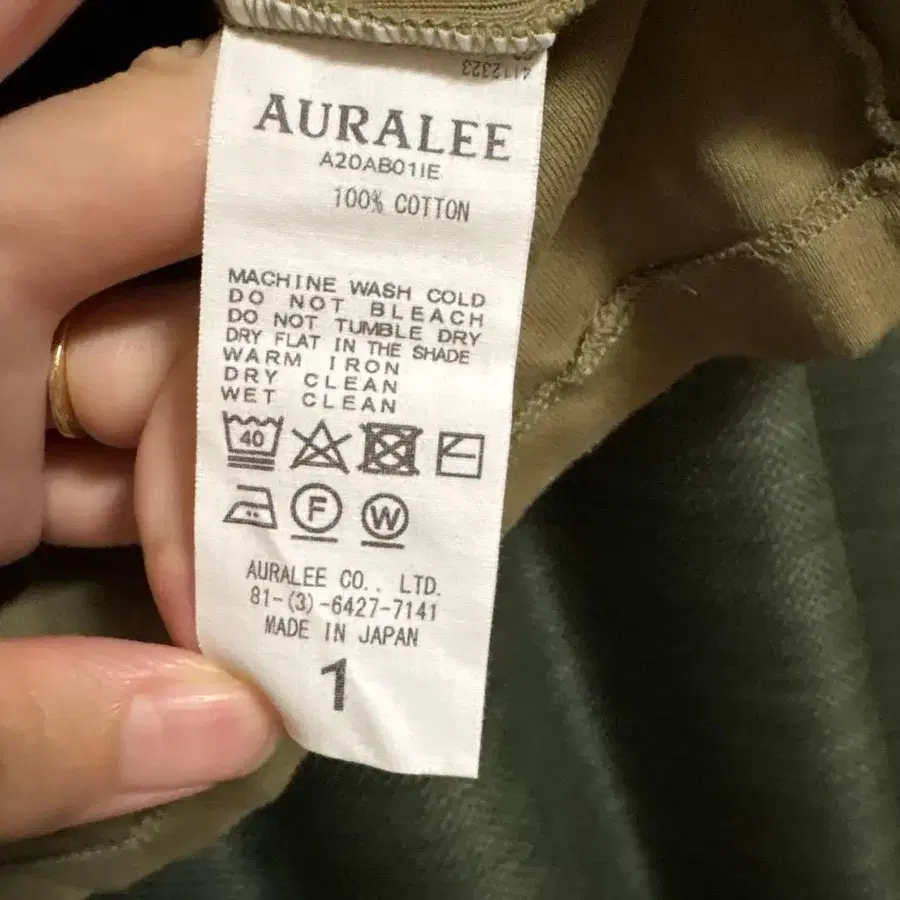 4112323
AURALEE
A20AB01IE
100% COTTON
MACHINE WASH COLD
DO NOT BLEACH
DO NOT TUMBLE DRY
DRY FLAT IN THE SHADE
WARM IRON
DRY CLEAN
WET CLEAN
40
F W
AURALEE CO., LTD.
81-(3)-6427-7141
MADE IN JAPAN
1